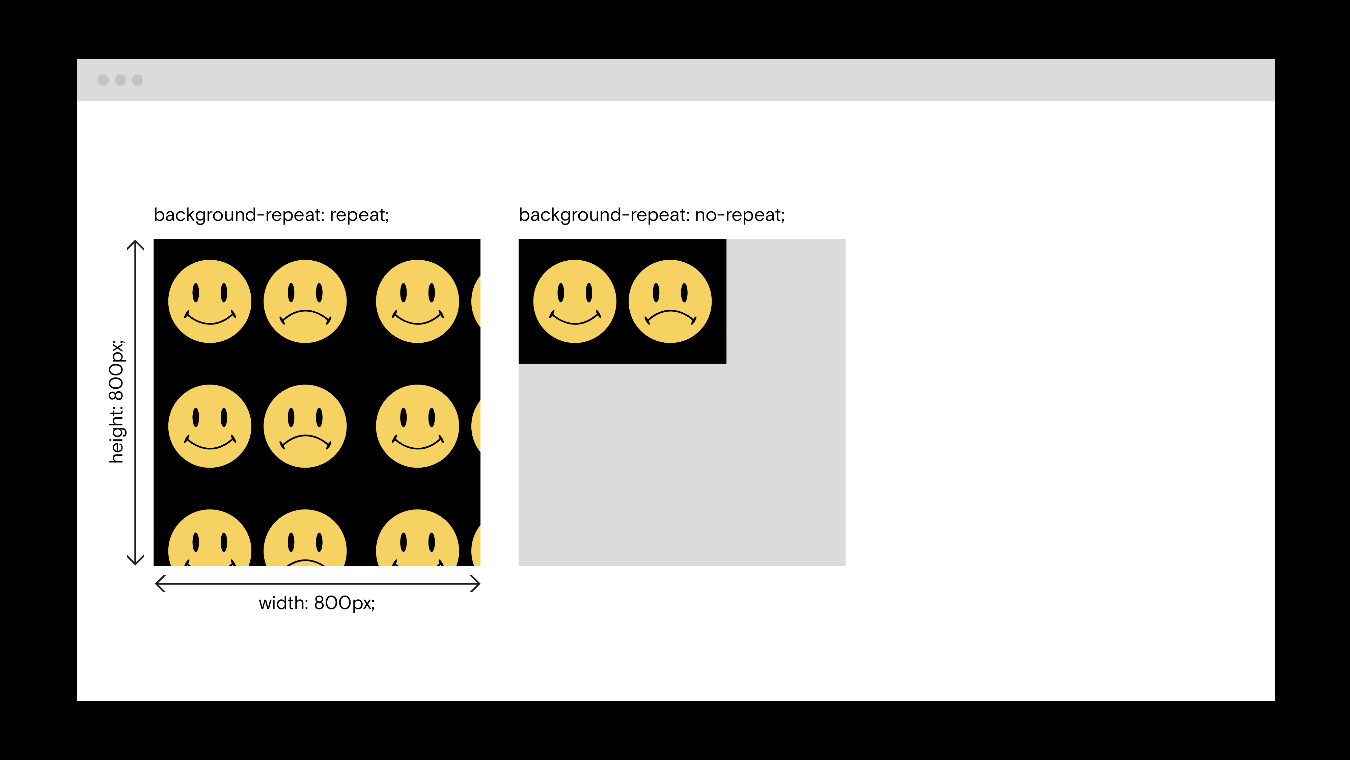 background-repeat: repeat;
background-repeat: no-repeat;
height: 800px;
width: 800px;